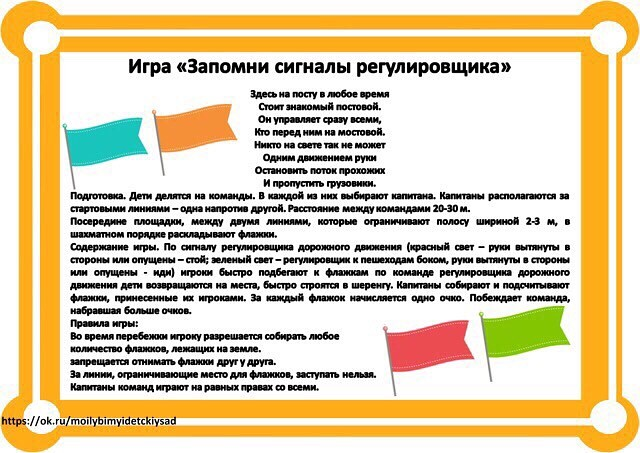 Игра «Запомни сигналы регулировщика»
Здесь на посту в любое время
Стоит знакомый постовой.
Он управляет сразу всеми,
Кто перед ним на мостовой.
Никто на свете так не может
Одним движением руки
Остановить поток прохожих
И пропустить грузовики.
Подготовка. Дети делятся на команды. В каждой из них выбирают капитана. Капитаны располагаются за
стартовыми линиями – одна напротив другой. Расстояние между командами 20-30 м.
Посередине площадки, между двумя линиями, которые ограничивают полосу шириной 2-3 м, в
шахматном порядке раскладывают флажки.
Содержание игры. По сигналу регулировщика дорожного движения (красный свет – руки вытянуты в
стороны или опущены – стой; зеленый свет – регулировщик к пешеходам боком, руки вытянуты в стороны
или опущены - иди) игроки быстро подбегают к флажкам по команде регулировщика дорожного
движения дети возвращаются на места, быстро строятся в шеренгу. Капитаны собирают и подсчитывают
флажки, принесенные их игроками. За каждый флажок начисляется одно очко. Побеждает команда,
набравшая больше очков.
Правила игры:
Во время перебежки игроку разрешается собирать любое
количество флажков, лежащих на земле.
запрещается отнимать флажки друг у друга.
За линии, ограничивающие место для флажков, заступать нельзя.
Капитаны команд играют на равных правах со всеми.
https://ok.ru/moilybimyidetckiysad